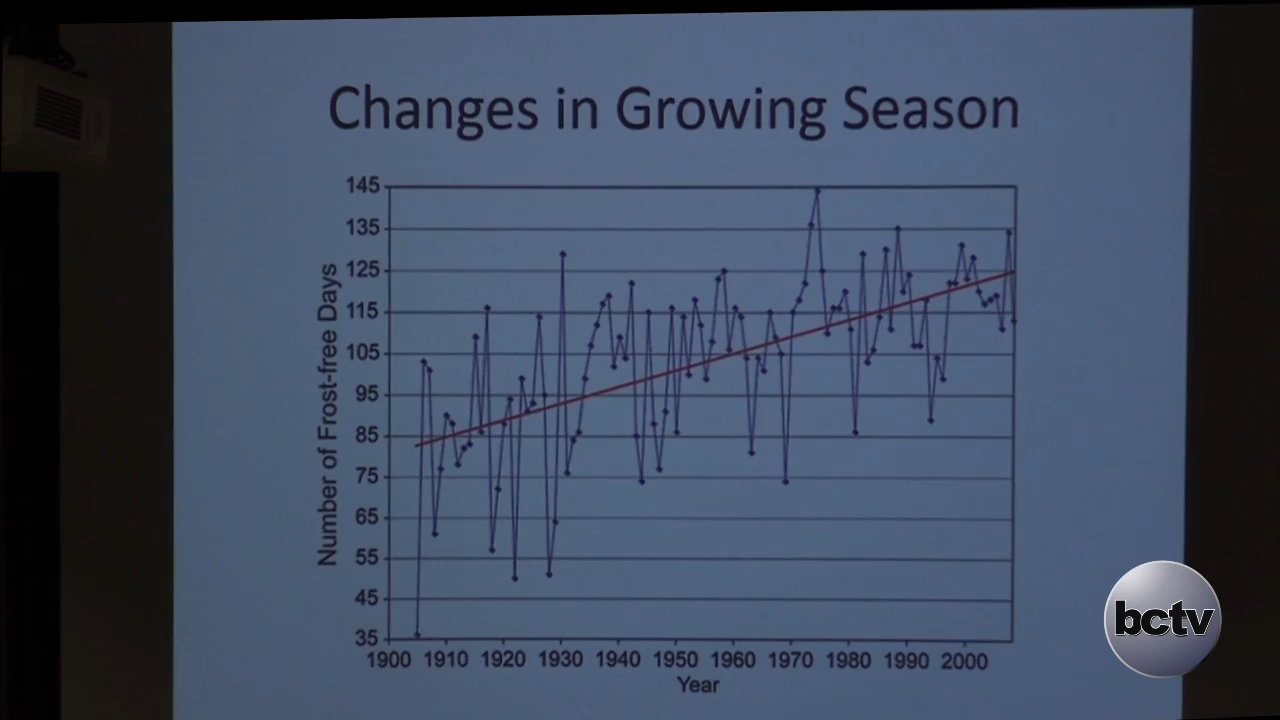 Changes in Growing Season
145
135
125
115
105
95
85
75
65
55
45
35
Number of Frost-free Days
1900 1910 1920 1930 1940 1950 1960 1970 1980 1990 2000
Year
bctv